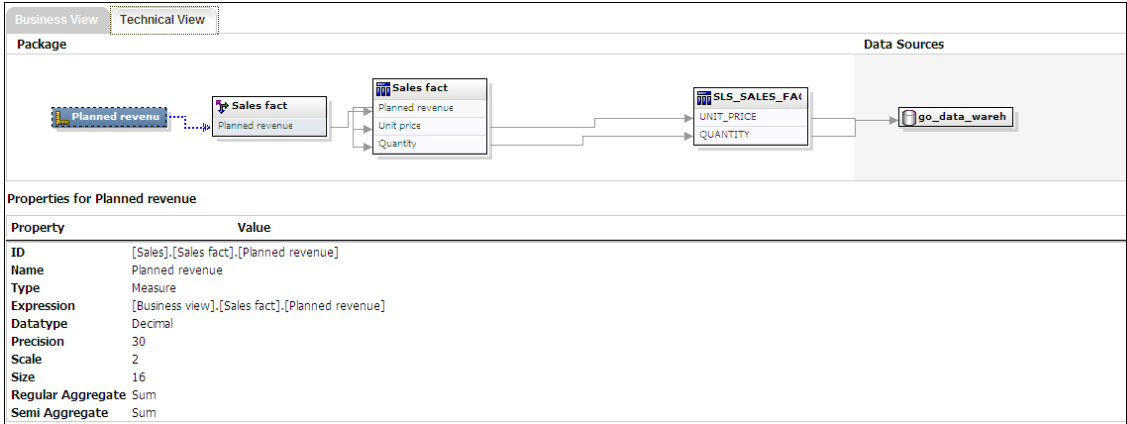 Business View Technical View
Package Data Sources
Planned revenu
Sales fact
Planned revenue
Sales fact
Planned revenue
Unit price
Quantity
SLS_SALES_FA(
UNIT_PRICE
QUANTITY
go_data_wareh
Properties for Planned revenue
Property Value
ID [Sales].[Sales fact].[Planned revenue]
Name Planned revenue
Type Measure
Expression [Business view].[Sales fact].[Planned revenue]
Datatype Decimal
Precision 30
Scale 2
Size 16
Regular Aggregate Sum
Semi Aggregate Sum